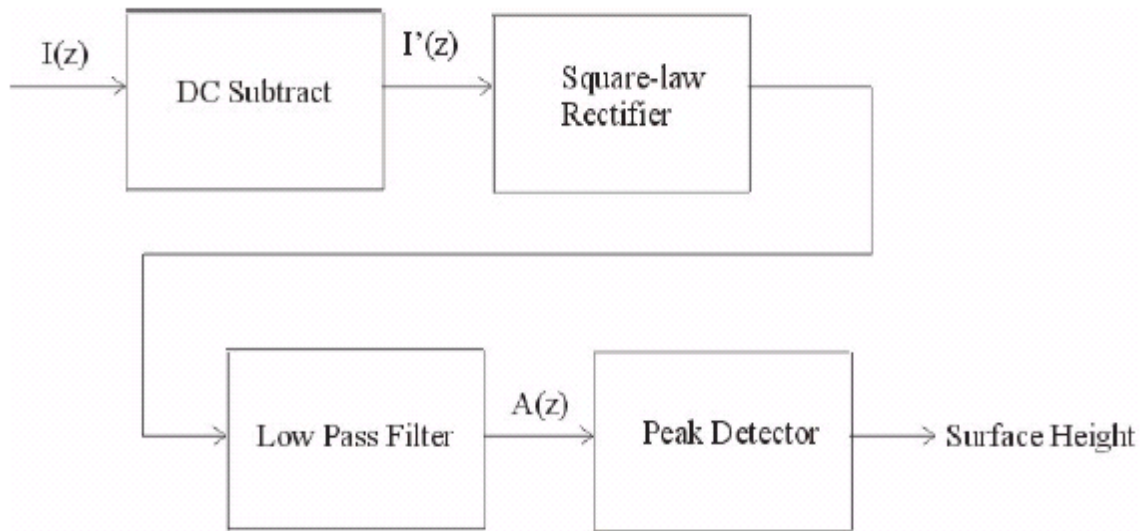 I(z)
DC Subtract
I’(z)
Square-law
Rectifier
Low Pass Filter
A(z)
Peak Detector
Surface Height